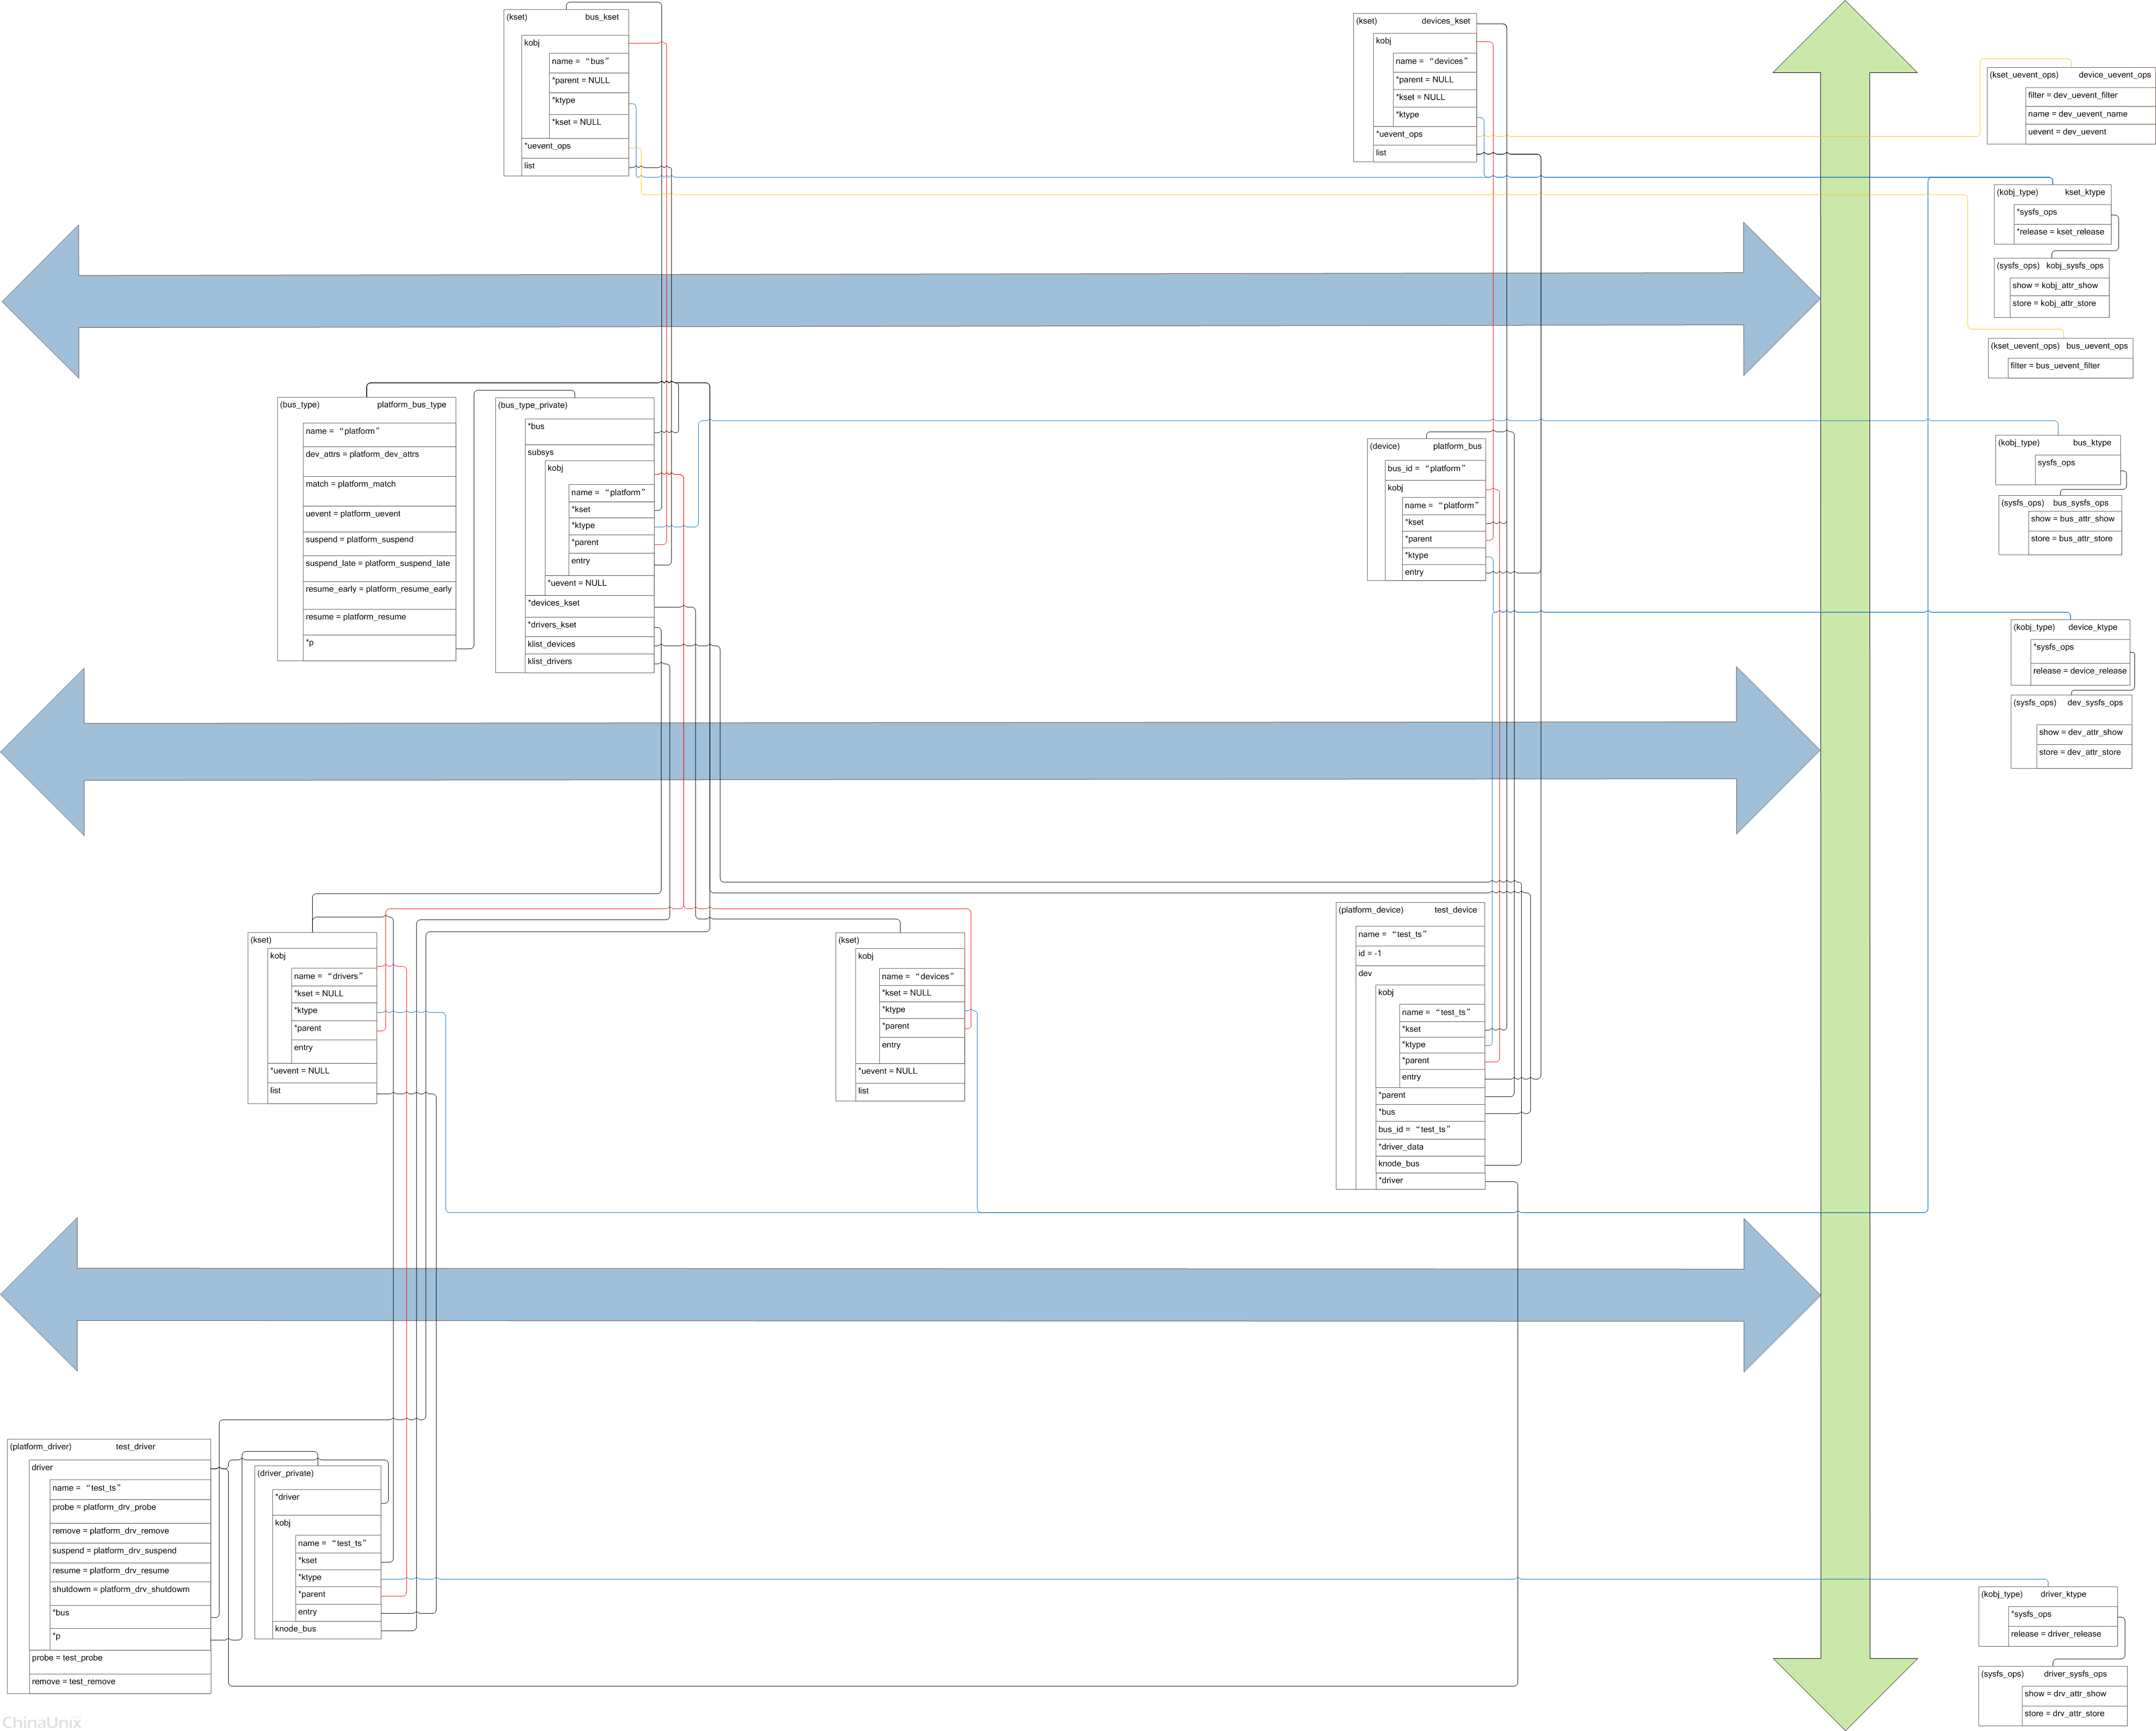 (kset) bus_kset
kobj
name = “bus”
*parent = NULL
*ktype
*kset = NULL
*uevent_ops
list
(kset) devices_kset
kobj
name = “devices”
*parent = NULL
*kset = NULL
*ktype
*uevent_ops
list
(kset_uevent_ops) device_uevent_ops
filter = dev_uevent_filter
name = dev_uevent_name
uevent = dev_uevent
(kobj_type) kset_ktype
*sysfs_ops
*release = kset_release
(sysfs_ops) kobj_sysfs_ops
show = kobj_attr_show
store = kobj_attr_store
(kset_uevent_ops) bus_uevent_ops
filter = bus_uevent_filter
(bus_type) platform_bus_type
name = “platform”
dev_attrs = platform_dev_attrs
match = platform_match
uevent = platform_uevent
suspend = platform_suspend
suspend_late = platform_suspend_late
resume_early = platform_resume_early
resume = platform_resume
*p
(bus_type_private)
*bus
subsys
kobj
name = “platform”
*kset
*ktype
*parent
entry
*uevent = NULL
*devices_kset
*drivers_kset
klist_devices
klist_drivers
(device) platform_bus
bus_id = “platform”
kobj
name = “platform”
*kset
*parent
*ktype
entry
(kobj_type) bus_ktype
sysfs_ops
(sysfs_ops) bus_sysfs_ops
show = bus_attr_show
store = bus_attr_store
(kobj_type) device_ktype
*sysfs_ops
release = device_release
(sysfs_ops) dev_sysfs_ops
show = dev_attr_show
store = dev_attr_store
(kset)
kobj
name = “drivers”
*kset = NULL
*ktype
*parent
entry
*uevent = NULL
list
(kset)
kobj
name = “devices”
*kset = NULL
*ktype
*parent
entry
*uevent = NULL
list
(platform_device) test_device
name = “test_ts”
id = -1
dev
kobj
name = “test_ts”
*kset
*ktype
*parent
entry
*parent
*bus
bus_id = “test_ts”
*driver_data
knode_bus
*driver
(platform_driver) test_driver
driver
name = “test_ts”
probe = platform_drv_probe
remove = platform_drv_remove
suspend = platform_drv_suspend
resume = platform_drv_resume
shutdowm = platform_drv_shutdowm
*bus
*p
probe = test_probe
remove = test_remove
(driver_private)
*driver
kobj
name = “test_ts”
*kset
*ktype
*parent
entry
knode_bus
(kobj_type) driver_ktype
*sysfs_ops
release = driver_release
(sysfs_ops) driver_sysfs_ops
show = drv_attr_show
store = drv_attr_store
ChinaUnix